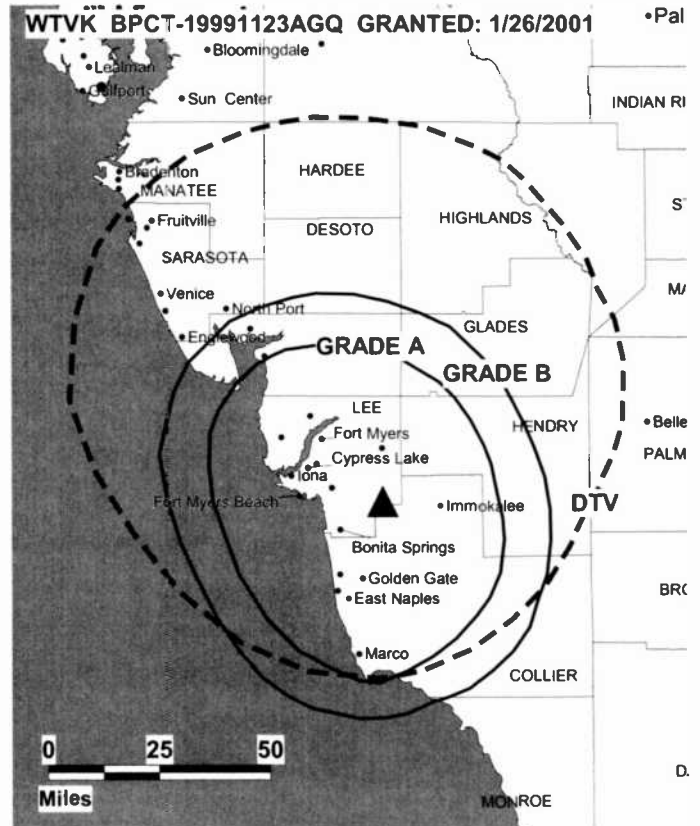 WTVK BPCT-19991123AGQ GRANTED: 1/26/2001
Pal
Bloomingdale
Lealman
Gulfport
Sun Center
INDIAN RI
HARDEE
Bradenton
MANATEE
Fruitville
HIGHLANDS
DESOTO
SARASOTA
Venice
North Port
GLADES
Englewood
GRADE A
GRADE B
LEE
HENDRY
Belle
Fort Myers
Cypress Lake
PALM
Iona
Fort Myers Beach
Immokalee
DTV
Bonita Springs
Golden Gate
East Naples
BRO
Marco
COLLIER
0 25 50
Miles
MONROE